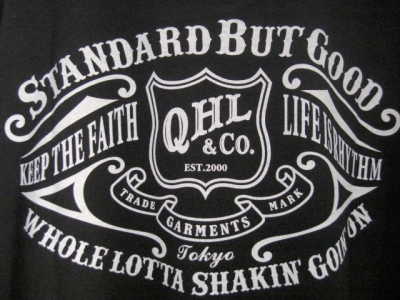 STANDARD BUT GOOD
KEEP THE FAITH
QHL
& CO.
EST.2000
LIFE IS RHYTHM
TRADE MARK
GARMENTS
Tokyo
WHOLE LOTTA SHAKIN' GOIN' ON